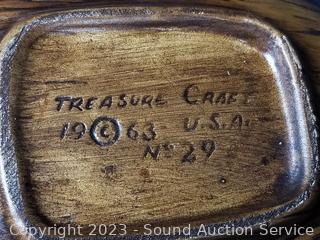 TREASURE CRAFT
19©63 U.S.A.
Nº 29
Copyright 2023 - Sound Auction Service